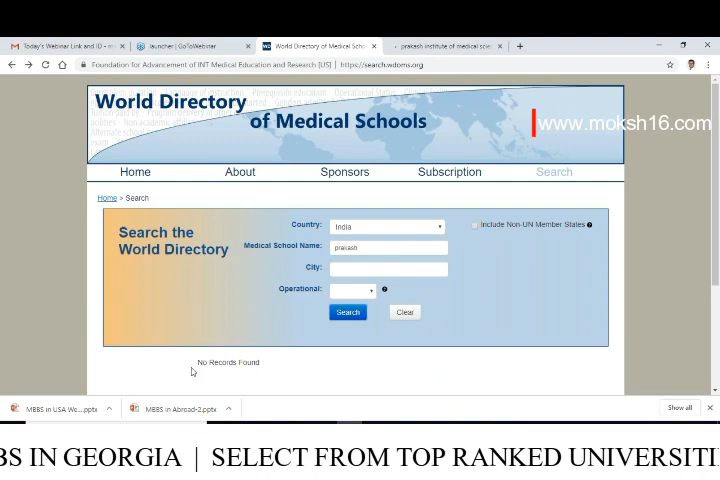 Today's Webinar Link and ID - m
launcher | GoToWebinar
World Directory of Medical Scho
prakash institute of medical scie
Foundation for Advancement of INT Medical Education and Research [US] | https://search.wdoms.org
World Directory
of Medical Schools
www.moksh16.com
Home About Sponsors Subscription Search
Home > Search
Search the
World Directory
Country: India
Include Non-UN Member States
Medical School Name: prakash
City:
Operational:
Search Clear
No Records Found
MBBS in USA We....pptx
MBBS in Abroad-2.pptx
Show all
BS IN GEORGIA | SELECT FROM TOP RANKED UNIVERSITI